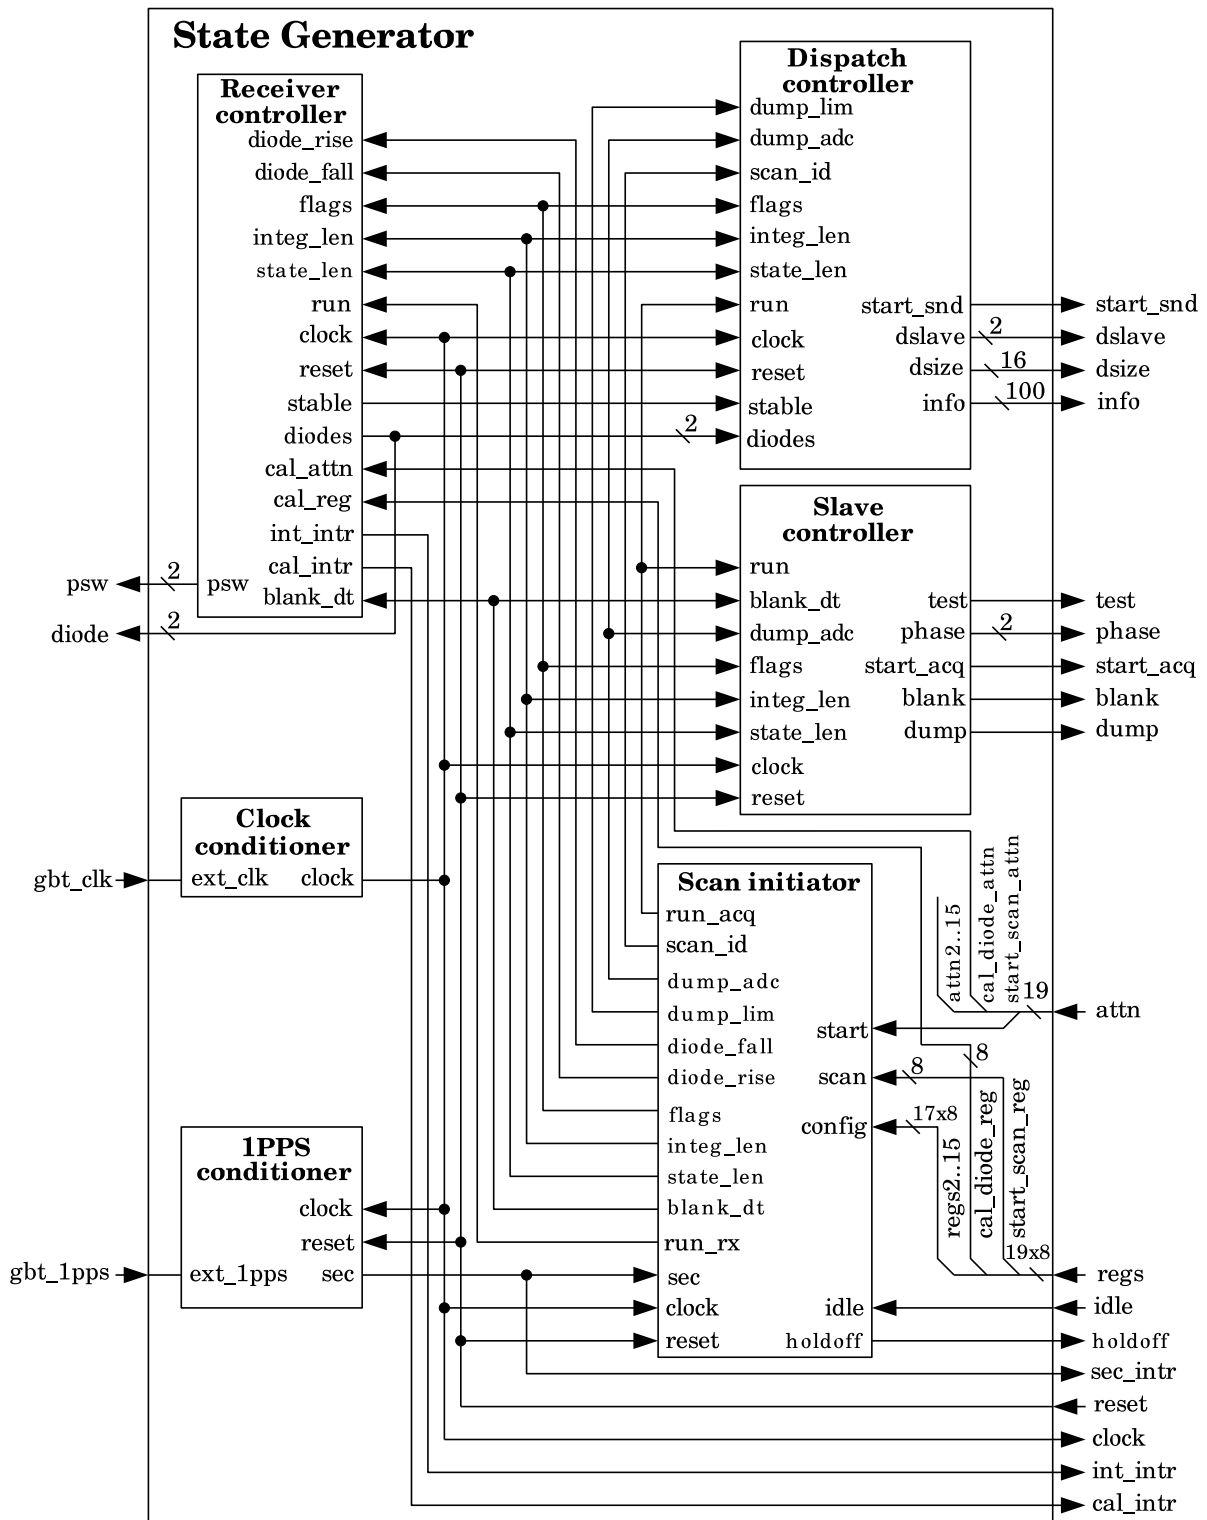 State Generator
Receiver
controller
diode_rise
diode_fall
flags
integ_len
state_len
run
clock
reset
stable
diodes
cal_attn
cal_reg
int_intr
cal_intr
blank_dt
psw
psw
2
diode
2
Dispatch
controller
dump_lim
dump_adc
scan_id
flags
integ_len
state_len
run
clock
reset
stable
diodes
2
start_snd
dslave
dsize
info
2
16
100
start_snd
dslave
dsize
info
Slave
controller
run
blank_dt
dump_adc
flags
integ_len
state_len
clock
reset
test
phase
start_acq
blank
dump
2
test
phase
start_acq
blank
dump
Clock
conditioner
gbt_clk
ext_clk clock
Scan initiator
run_acq
scan_id
dump_adc
dump_lim
diode_fall
diode_rise
flags
integ_len
state_len
blank_dt
run_rx
sec
clock
reset
start
scan
config
idle
holdoff
8
17x8
8
attn2..15
cal_diode_attn
start_scan_attn
19
attn
regs2..15
cal_diode_reg
start_scan_reg
19x8
1PPS
conditioner
clock
reset
gbt_1pps
ext_1pps sec
regs
idle
holdoff
sec_intr
reset
clock
int_intr
cal_intr